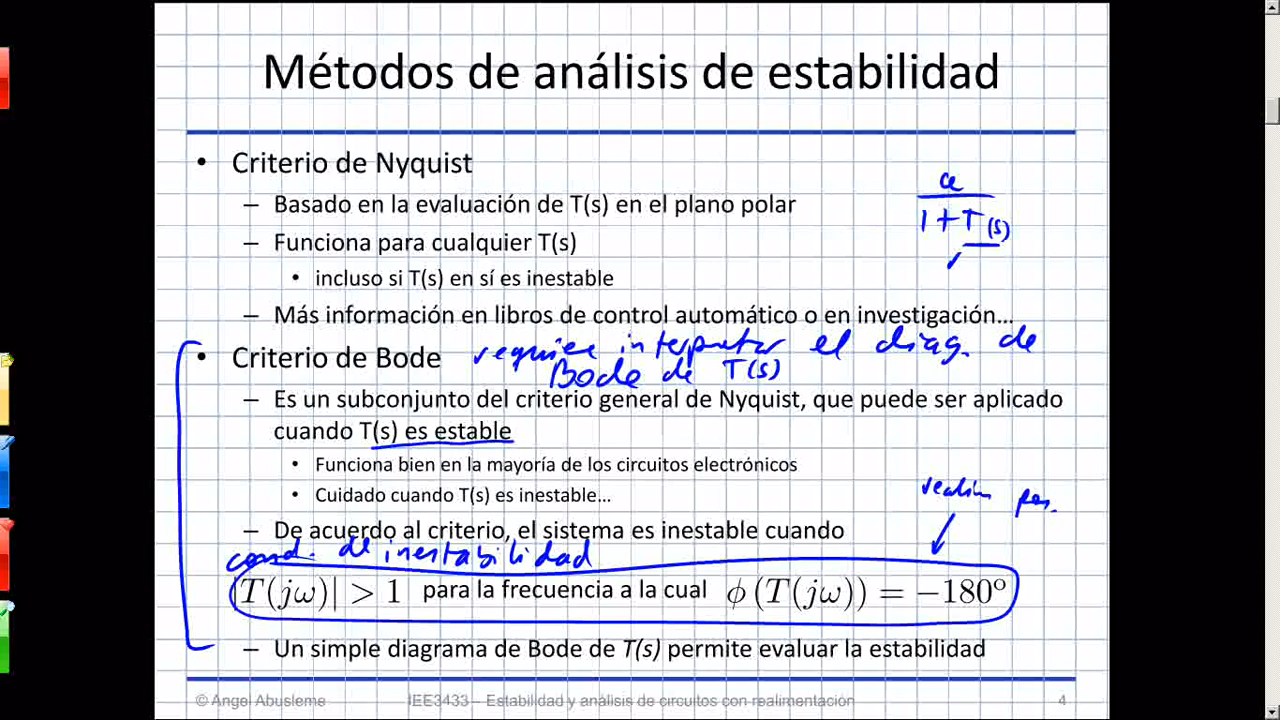 Métodos de análisis de estabilidad
• Criterio de Nyquist
– Basado en la evaluación de T(s) en el plano polar
a
– Funciona para cualquier T(s)
1 + T(s)
• incluso si T(s) en sí es inestable
– Más información en libros de control automático o en investigación...
• Criterio de Bode requiere interpretar el diag. de
Bode de T(s)
– Es un subconjunto del criterio general de Nyquist, que puede ser aplicado
cuando T(s) es estable
• Funciona bien en la mayoría de los circuitos electrónicos
• Cuidado cuando T(s) es inestable...
realim pos.
– De acuerdo al criterio, el sistema es inestable cuando
cond. de inestabilidad
|T(jω)| > 1 para la frecuencia a la cual ϕ (T(jω)) = −180º
– Un simple diagrama de Bode de T(s) permite evaluar la estabilidad
© Angel Abusleme IEE3433 – Estabilidad y análisis de circuitos con realimentación 4